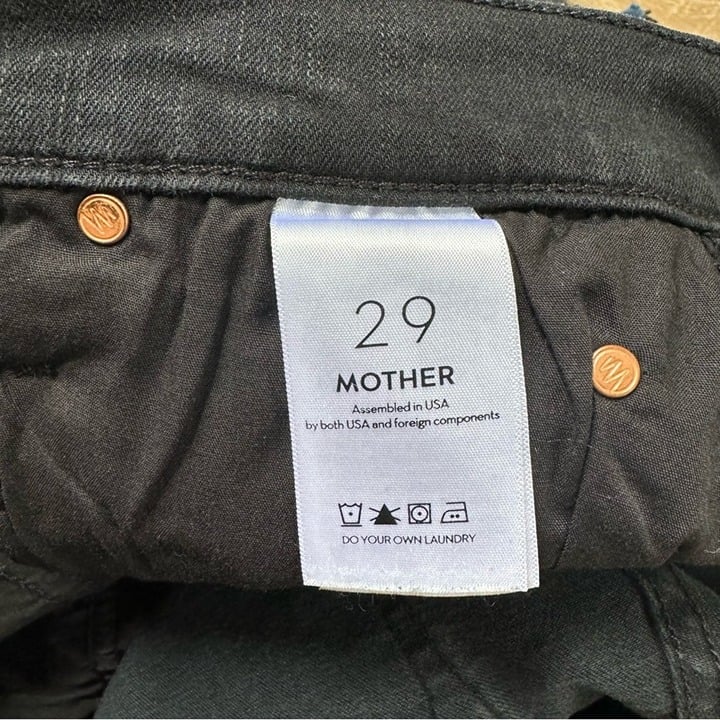 29
MOTHER
Assembled in USA
by both USA and foreign components
DO YOUR OWN LAUNDRY